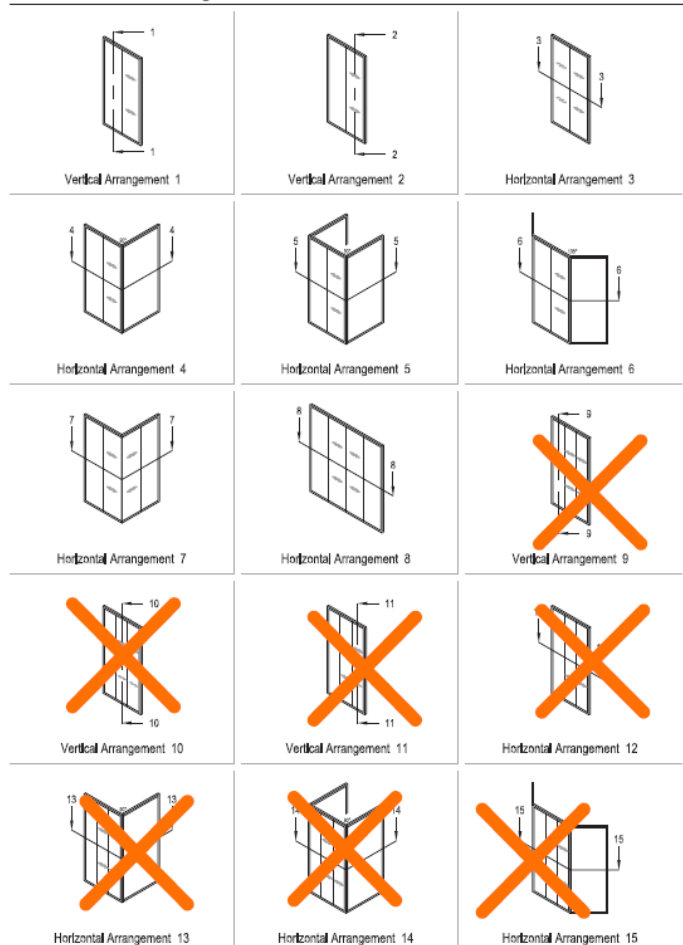 1
1
Vertical Arrangement 1
2
2
Vertical Arrangement 2
3
3
Horizontal Arrangement 3
4
4
Horizontal Arrangement 4
5
5
Horizontal Arrangement 5
6
6
Horizontal Arrangement 6
7
7
Horizontal Arrangement 7
8
8
Horizontal Arrangement 8
9
9
Vertical Arrangement 9
10
10
Vertical Arrangement 10
11
11
Vertical Arrangement 11
Horizontal Arrangement 12
13
13
Horizontal Arrangement 13
14
14
Horizontal Arrangement 14
15
15
Horizontal Arrangement 15